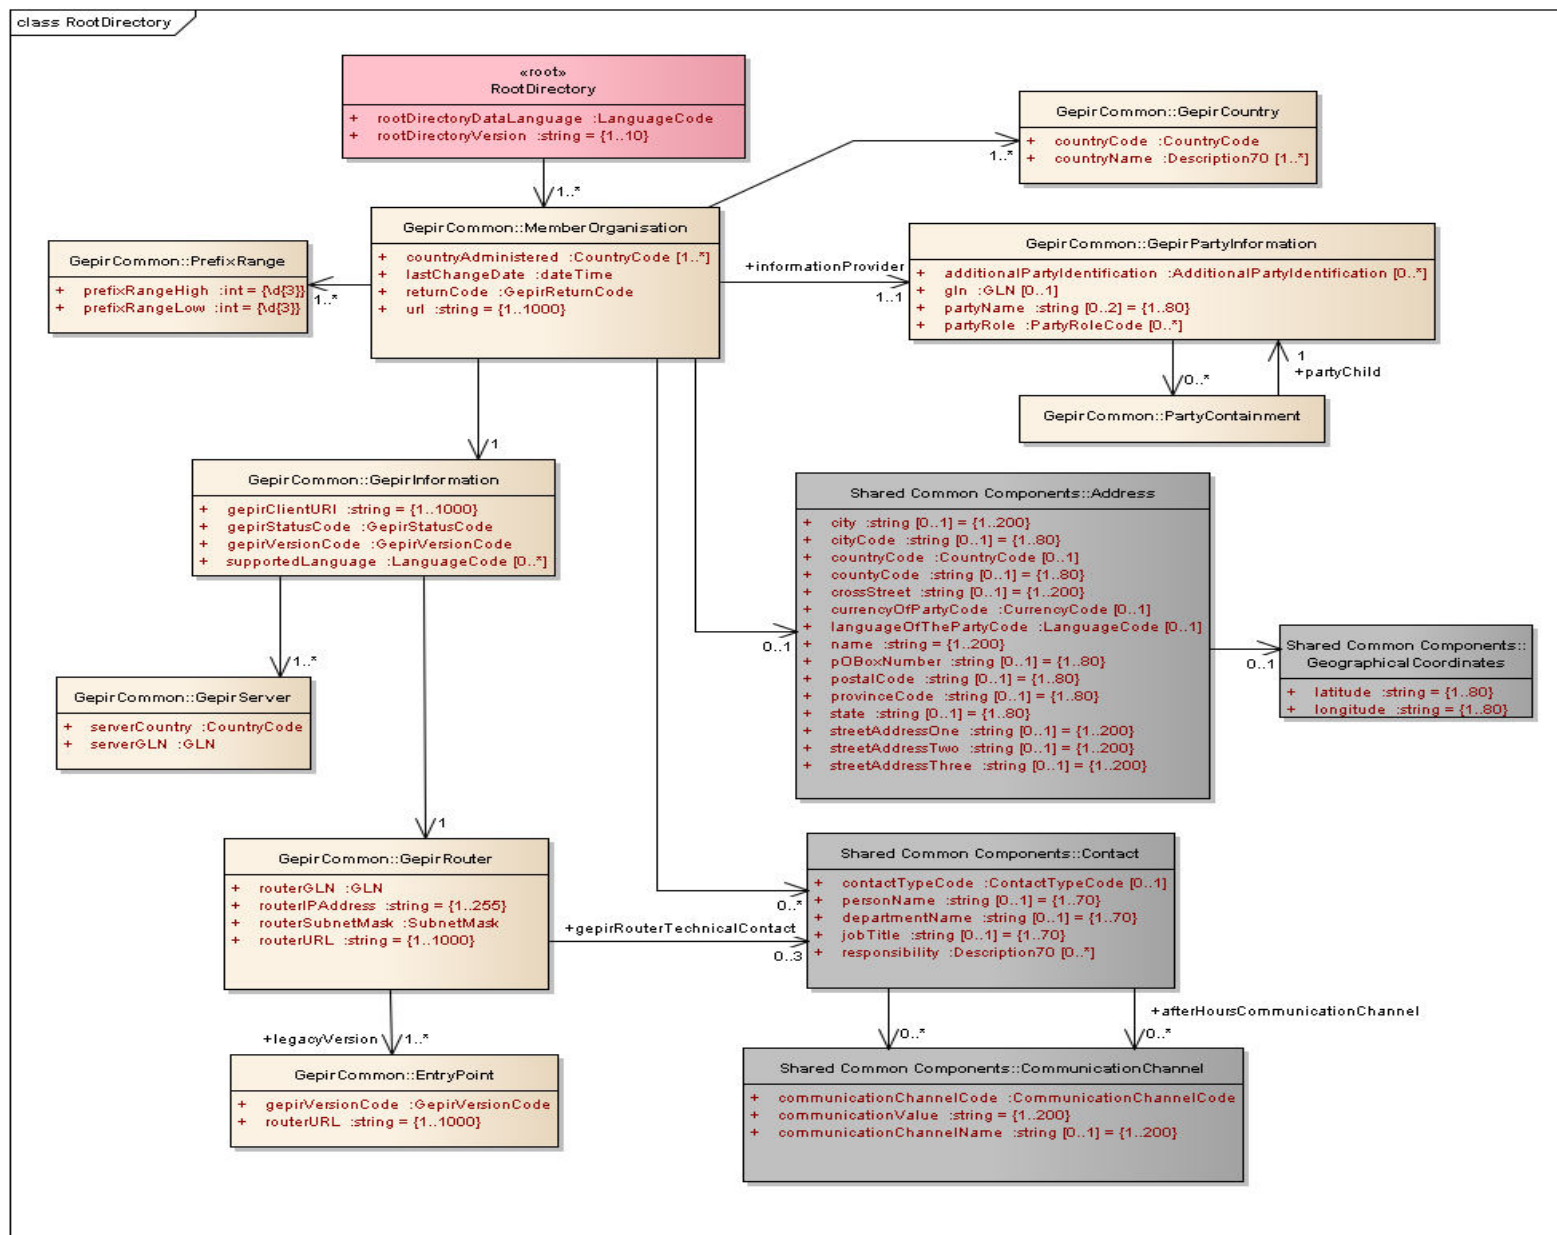 class RootDirectory
«root»
RootDirectory
+ rootDirectoryDataLanguage :LanguageCode
+ rootDirectoryVersion :string = {1..10}
1..*
GepirCommon::GepirCountry
+ countryCode :CountryCode
+ countryName :Description70 [1..*]
1..*
GepirCommon::MemberOrganisation
+ countryAdministered :CountryCode [1..*]
+ lastChangeDate :dateTime
+ returnCode :GepirReturnCode
+ url :string = {1..1000}
GepirCommon::PrefixRange
+ prefixRangeHigh :int = {\d{3}}
+ prefixRangeLow :int = {\d{3}}
1..*
+informationProvider
1..1
GepirCommon::GepirPartyInformation
+ additionalPartyIdentification :AdditionalPartyIdentification [0..*]
+ gln :GLN [0..1]
+ partyName :string [0..2] = {1..80}
+ partyRole :PartyRoleCode [0..*]
1
+partyChild
0..*
GepirCommon::PartyContainment
1
GepirCommon::GepirInformation
+ gepirClientURI :string = {1..1000}
+ gepirStatusCode :GepirStatusCode
+ gepirVersionCode :GepirVersionCode
+ supportedLanguage :LanguageCode [0..*]
Shared Common Components::Address
+ city :string [0..1] = {1..200}
+ cityCode :string [0..1] = {1..80}
+ countryCode :CountryCode [0..1]
+ countyCode :string [0..1] = {1..80}
+ crossStreet :string [0..1] = {1..200}
+ currencyOfPartyCode :CurrencyCode [0..1]
+ languageOfThePartyCode :LanguageCode [0..1]
+ name :string = {1..200}
+ pOBoxNumber :string [0..1] = {1..80}
+ postalCode :string [0..1] = {1..80}
+ provinceCode :string [0..1] = {1..80}
+ state :string [0..1] = {1..80}
+ streetAddressOne :string [0..1] = {1..200}
+ streetAddressTwo :string [0..1] = {1..200}
+ streetAddressThree :string [0..1] = {1..200}
0..1
0..1
Shared Common Components::
GeographicalCoordinates
+ latitude :string = {1..80}
+ longitude :string = {1..80}
1..*
GepirCommon::GepirServer
+ serverCountry :CountryCode
+ serverGLN :GLN
1
GepirCommon::GepirRouter
+ routerGLN :GLN
+ routerIPAddress :string = {1..255}
+ routerSubnetMask :SubnetMask
+ routerURL :string = {1..1000}
0..*
+gepirRouterTechnicalContact
0..3
Shared Common Components::Contact
+ contactTypeCode :ContactTypeCode [0..1]
+ personName :string [0..1] = {1..70}
+ departmentName :string [0..1] = {1..70}
+ jobTitle :string [0..1] = {1..70}
+ responsibility :Description70 [0..*]
+legacyVersion
1..*
GepirCommon::EntryPoint
+ gepirVersionCode :GepirVersionCode
+ routerURL :string = {1..1000}
+afterHoursCommunicationChannel
0..*
0..*
Shared Common Components::CommunicationChannel
+ communicationChannelCode :CommunicationChannelCode
+ communicationValue :string = {1..200}
+ communicationChannelName :string [0..1] = {1..200}